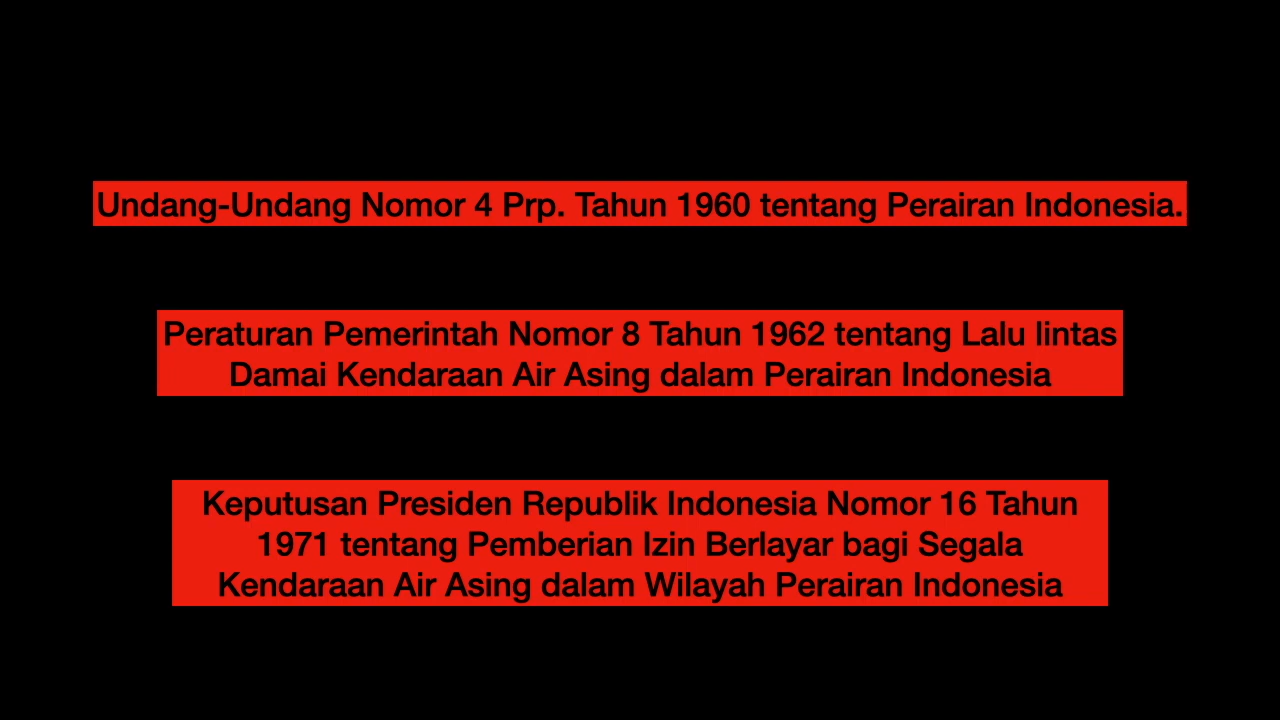 Undang-Undang Nomor 4 Prp. Tahun 1960 tentang Perairan Indonesia.
Peraturan Pemerintah Nomor 8 Tahun 1962 tentang Lalu lintas
Damai Kendaraan Air Asing dalam Perairan Indonesia
Keputusan Presiden Republik Indonesia Nomor 16 Tahun
1971 tentang Pemberian Izin Berlayar bagi Segala
Kendaraan Air Asing dalam Wilayah Perairan Indonesia